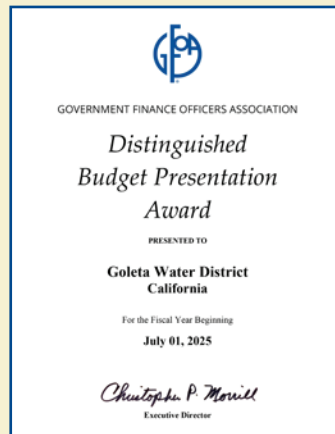 GFOA
GOVERNMENT FINANCE OFFICERS ASSOCIATION
Distinguished
Budget Presentation
Award
PRESENTED TO
Goleta Water District
California
For the Fiscal Year Beginning
July 01, 2025
Christopher P. Morrill
Executive Director